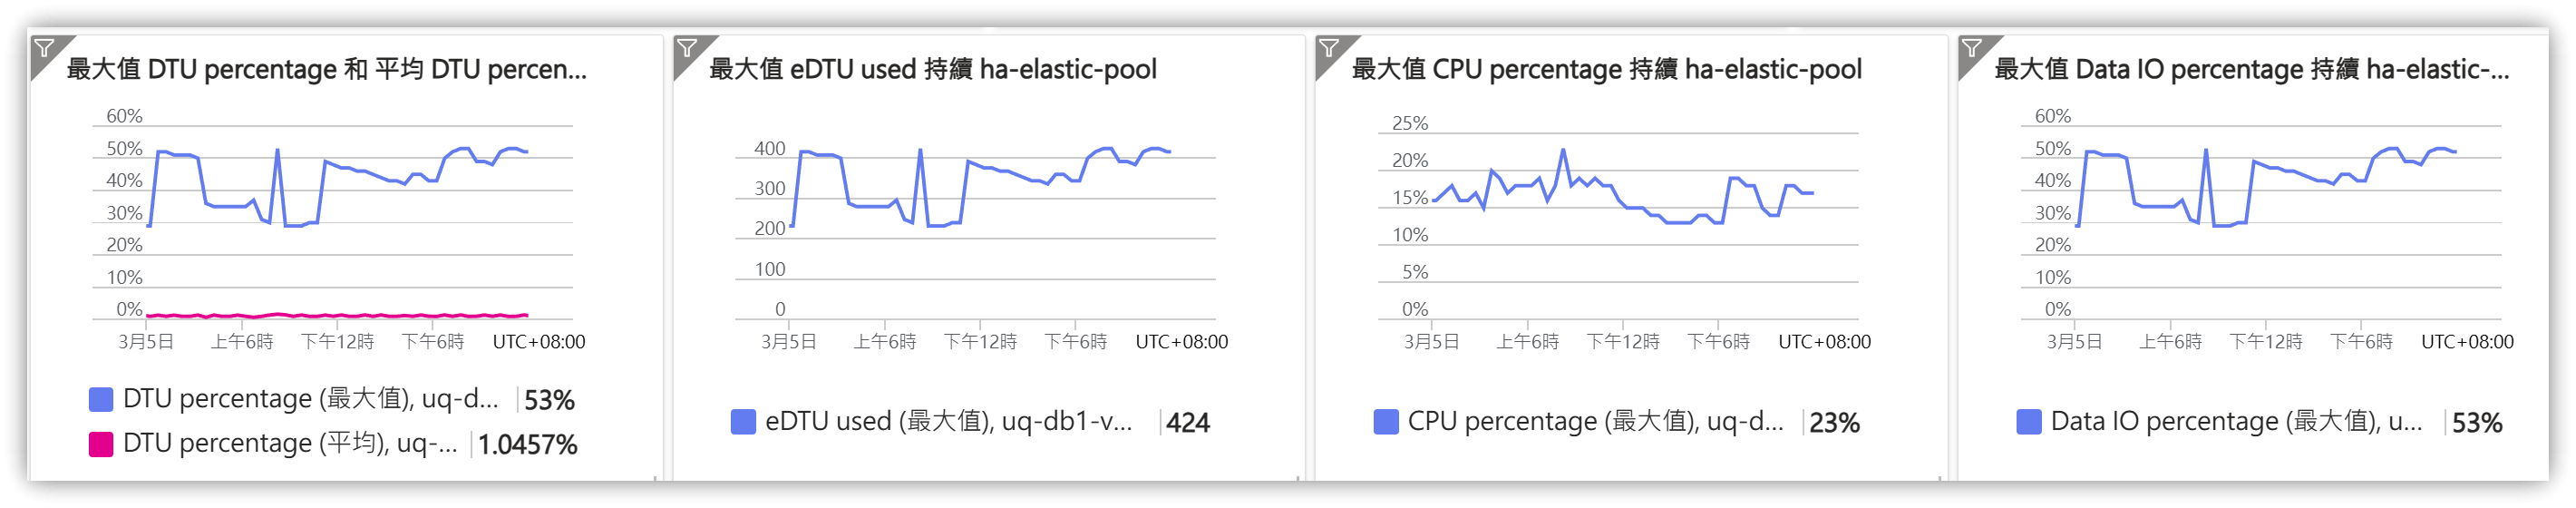 最大值 DTU percentage 和 平均 DTU percen...
60%
50%
40%
30%
20%
10%
0%
3月5日 上午6時 下午12時 下午6時 UTC+08:00
DTU percentage (最大值), uq-d... 53%
DTU percentage (平均), uq-... 1.0457%
最大值 eDTU used 持續 ha-elastic-pool
400
300
200
100
0
3月5日 上午6時 下午12時 下午6時 UTC+08:00
eDTU used (最大值), uq-db1-v... 424
最大值 CPU percentage 持續 ha-elastic-pool
25%
20%
15%
10%
5%
0%
3月5日 上午6時 下午12時 下午6時 UTC+08:00
CPU percentage (最大值), uq-d... 23%
最大值 Data IO percentage 持續 ha-elastic-...
60%
50%
40%
30%
20%
10%
0%
3月5日 上午6時 下午12時 下午6時 UTC+08:00
Data IO percentage (最大值), u... 53%